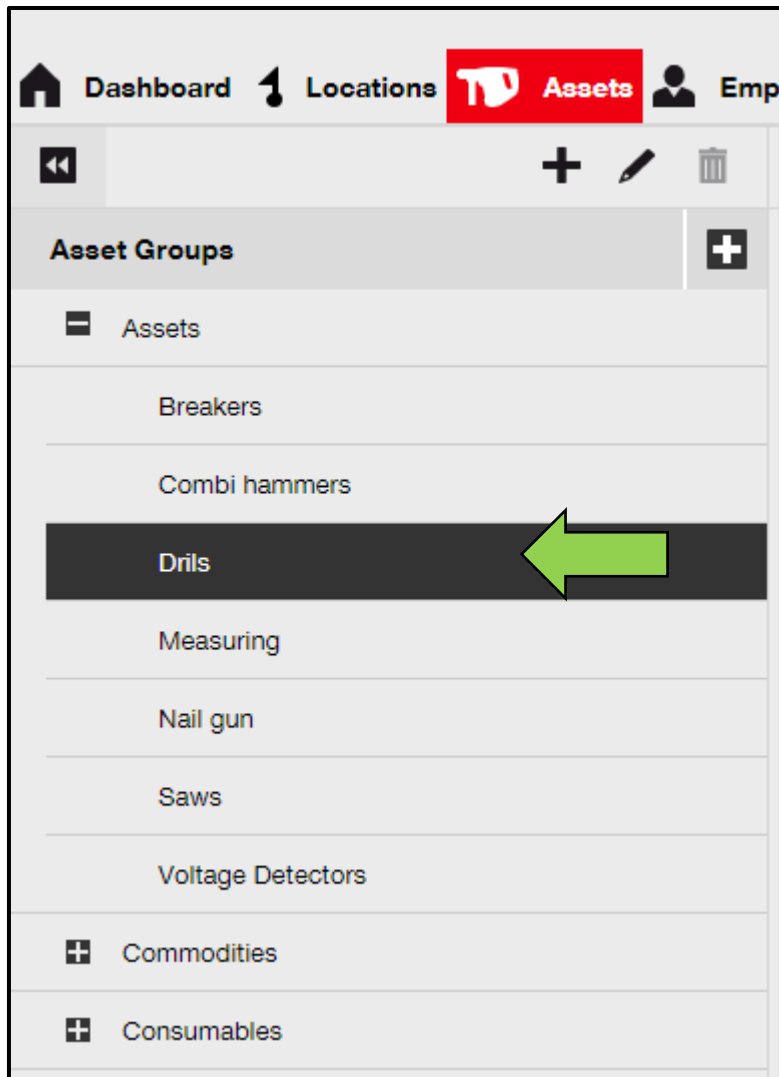 Dashboard Locations Assets Emp
Asset Groups
Assets
Breakers
Combi hammers
Drils
Measuring
Nail gun
Saws
Voltage Detectors
Commodities
Consumables